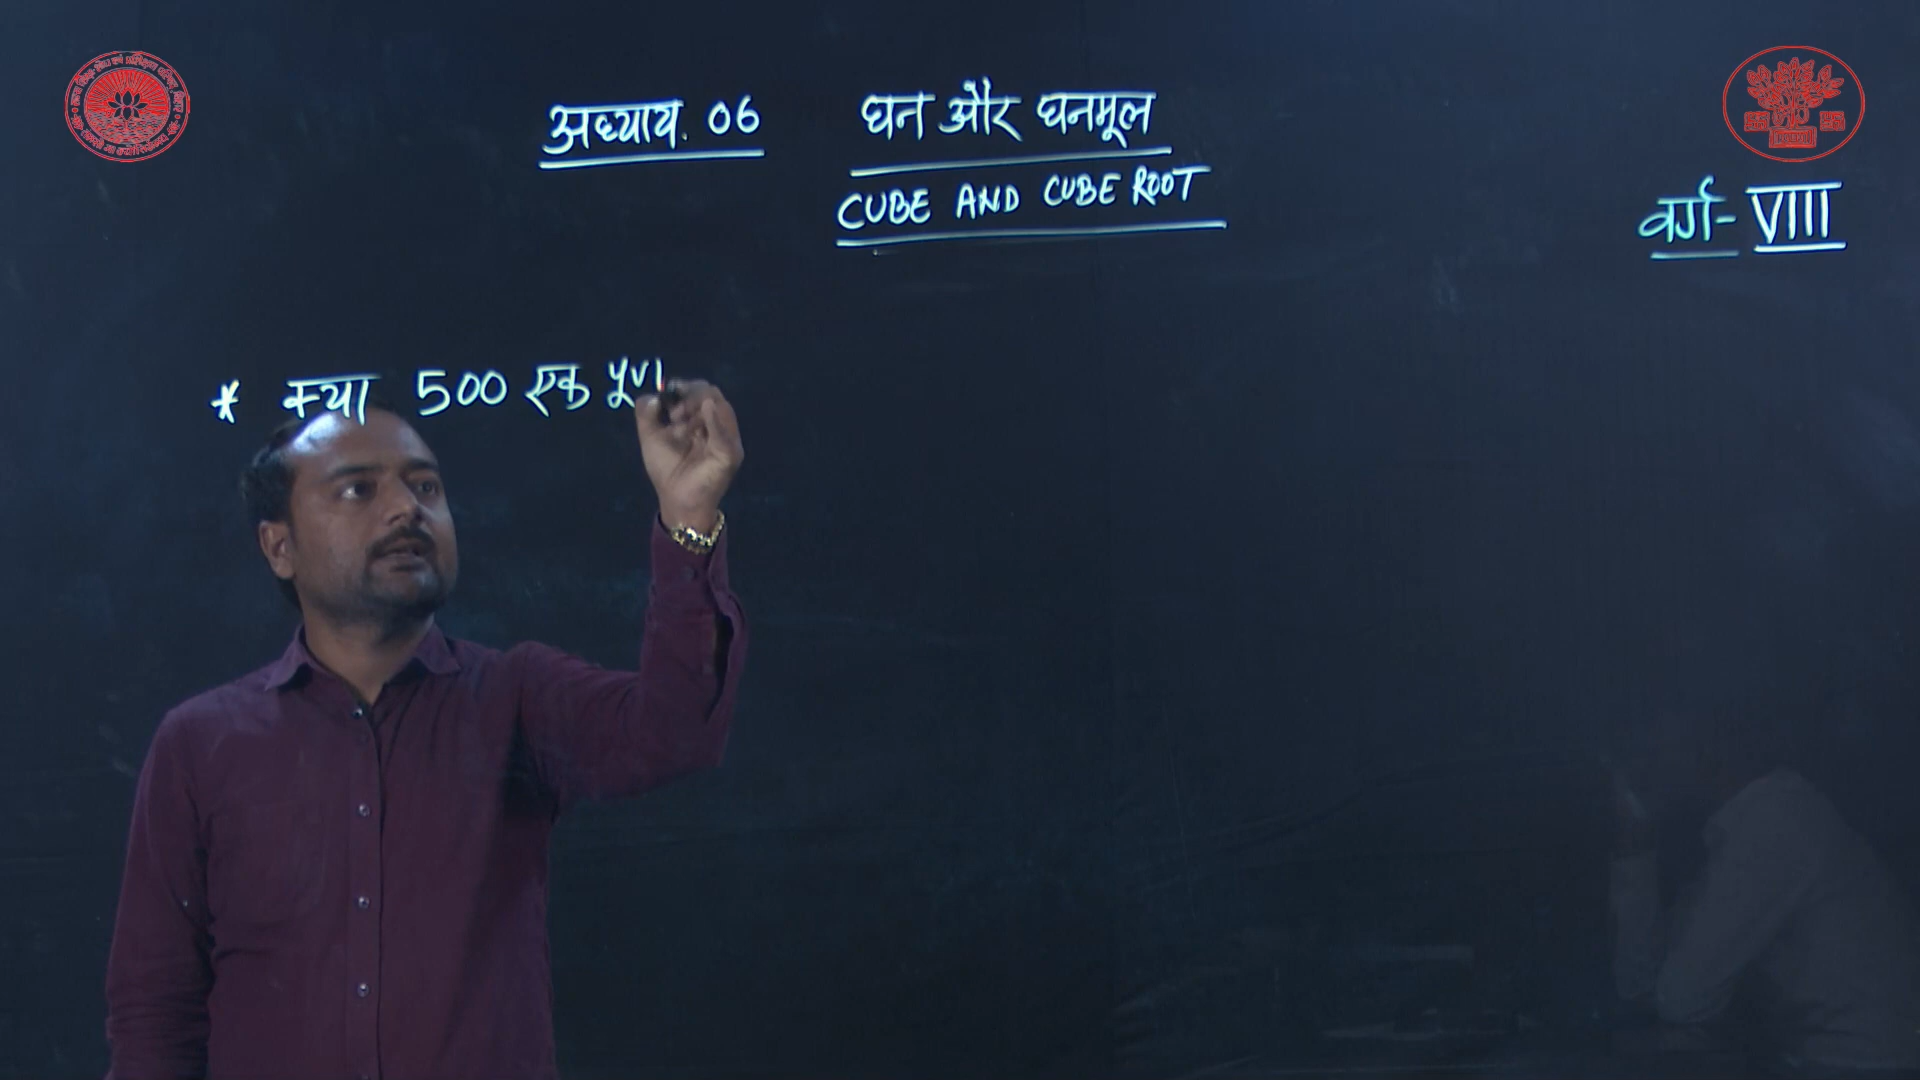 अध्याय. 06 घन और घनमूल
CUBE AND CUBE ROOT
वर्ग- VIII
* क्या 500 एक